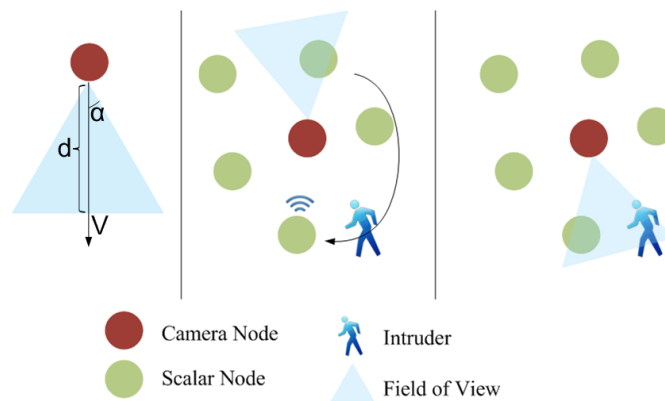 α
d
V
Camera Node
Intruder
Scalar Node
Field of View